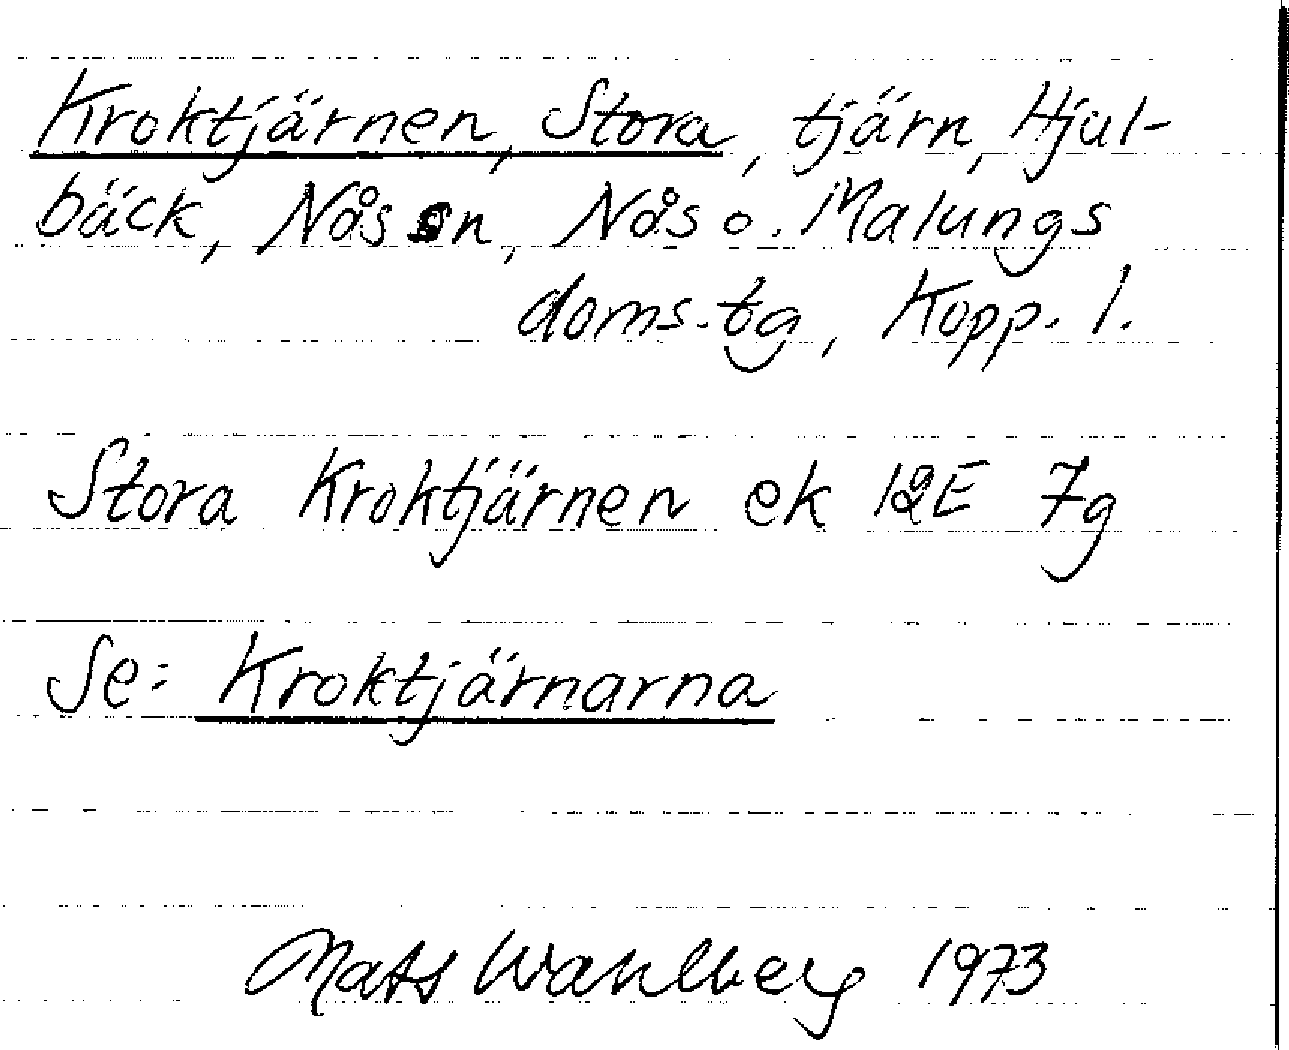 Kroktjärnen, Stora, tjärn, Hjul-
bäck, Nås sn, Nås o. Malungs
doms.tg, Kopp. l.
Stora Kroktjärnen ek 12E 7g
Se: Kroktjärnarna
Mats Wahlberg 1973